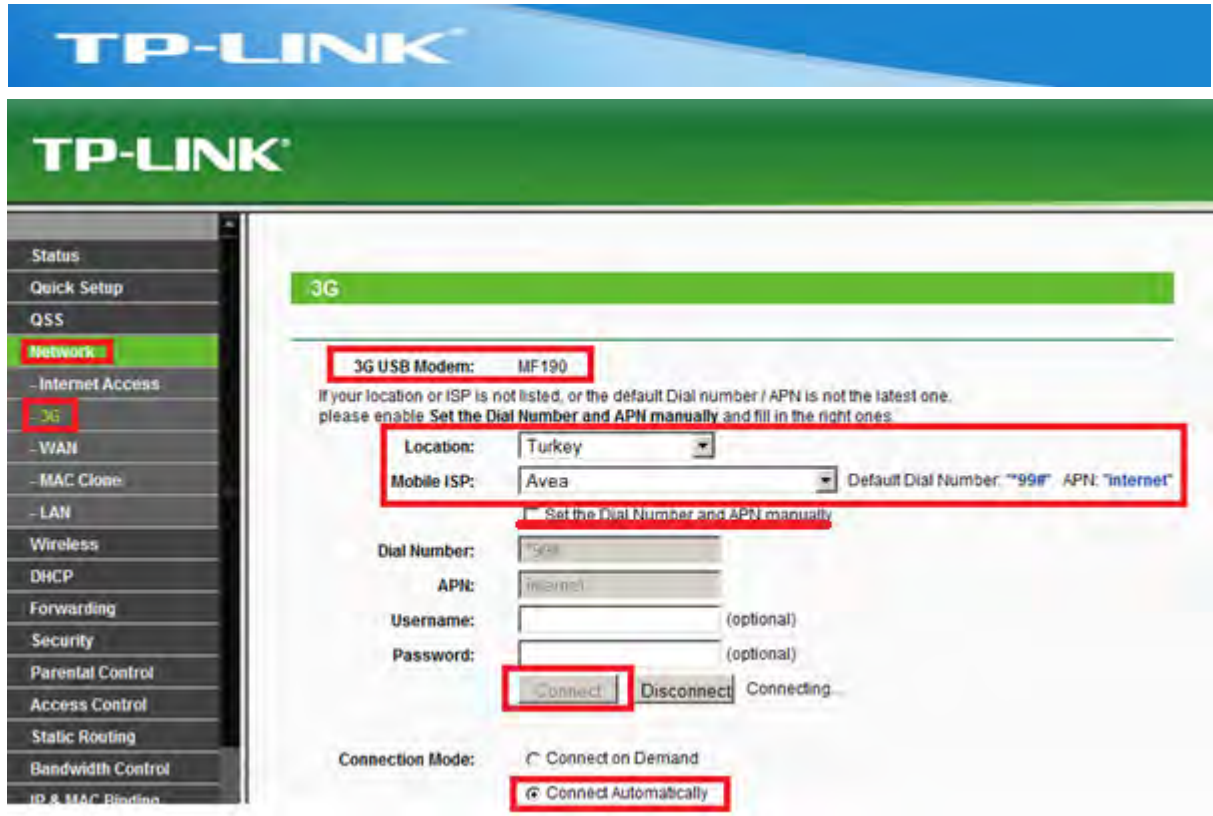 TP-LINK
TP-LINK®
Status
Quick Setup
QSS
Network
- Internet Access
- 3G
- WAN
- MAC Clone
- LAN
Wireless
DHCP
Forwarding
Security
Parental Control
Access Control
Static Routing
Bandwidth Control
IP & MAC Binding
3G
3G USB Modem: MF190
If your location or ISP is not listed, or the default Dial number / APN is not the latest one,
please enable Set the Dial Number and APN manually and fill in the right ones.
Location: Turkey
Mobile ISP: Avea Default Dial Number: "*99#" APN: "internet"
Set the Dial Number and APN manually
Dial Number: *99#
APN: internet
Username: (optional)
Password: (optional)
Connect Disconnect Connecting...
Connection Mode: Connect on Demand
Connect Automatically